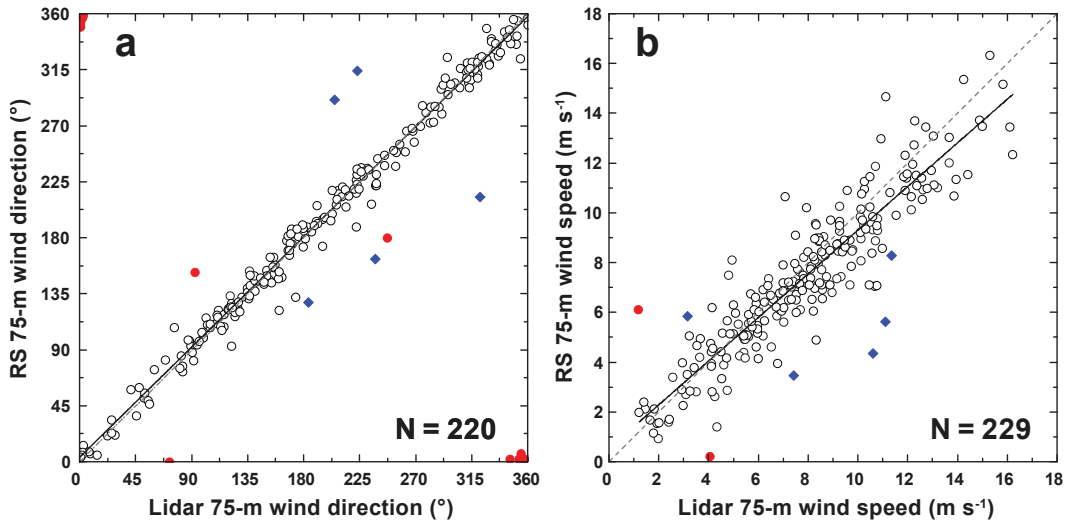 a
360
315
270
225
180
135
90
45
0
RS 75-m wind direction (°)
N = 220
0 45 90 135 180 225 270 315 360
Lidar 75-m wind direction (°)
b
18
16
14
12
10
8
6
4
2
0
RS 75-m wind speed (m s⁻¹)
N = 229
0 2 4 6 8 10 12 14 16 18
Lidar 75-m wind speed (m s⁻¹)